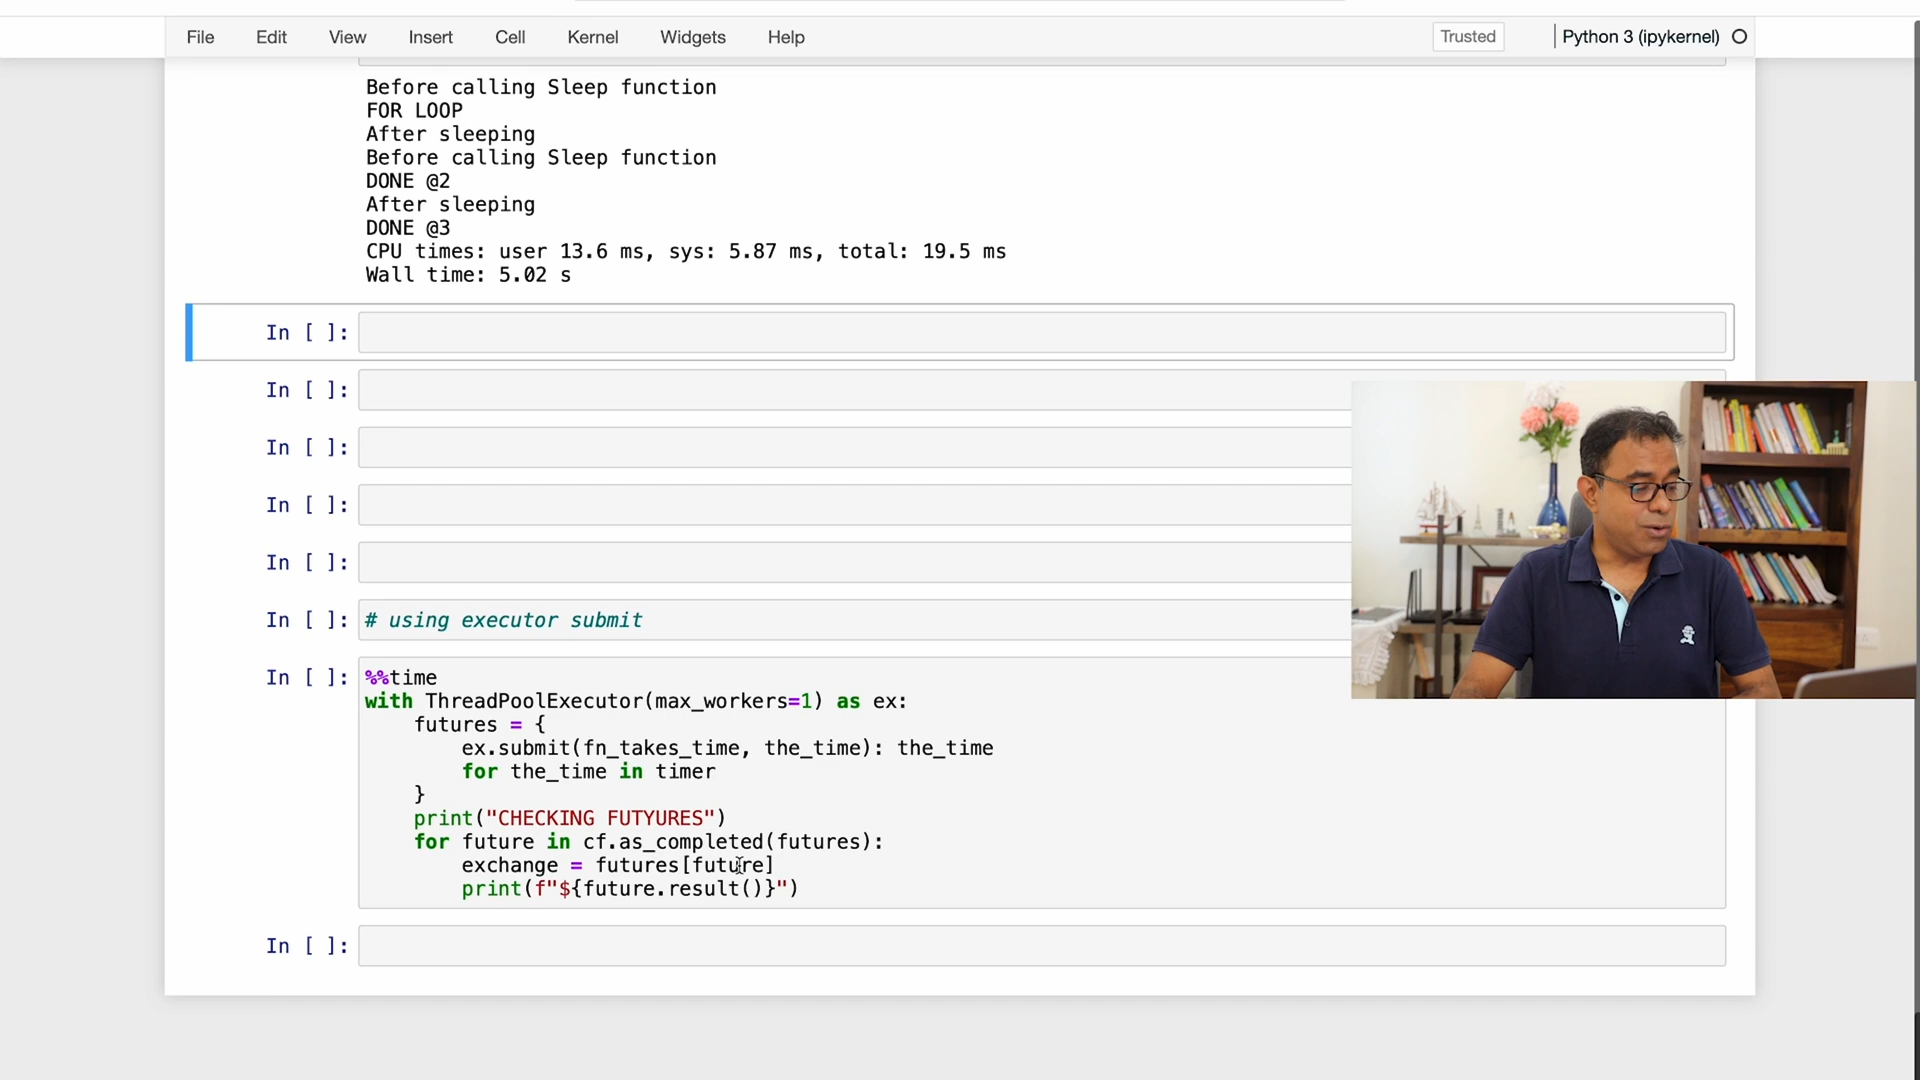 File Edit View Insert Cell Kernel Widgets Help Trusted Python 3 (ipykernel)
Before calling Sleep function
FOR LOOP
After sleeping
Before calling Sleep function
DONE @2
After sleeping
DONE @3
CPU times: user 13.6 ms, sys: 5.87 ms, total: 19.5 ms
Wall time: 5.02 s
In [ ]:
In [ ]:
In [ ]:
In [ ]:
In [ ]:
In [ ]: # using executor submit
In [ ]: %%time
with ThreadPoolExecutor(max_workers=1) as ex:
    futures = {
        ex.submit(fn_takes_time, the_time): the_time
        for the_time in timer
    }
    print("CHECKING FUTYURES")
    for future in cf.as_completed(futures):
        exchange = futures[future]
        print(f"${future.result()}")
In [ ]: